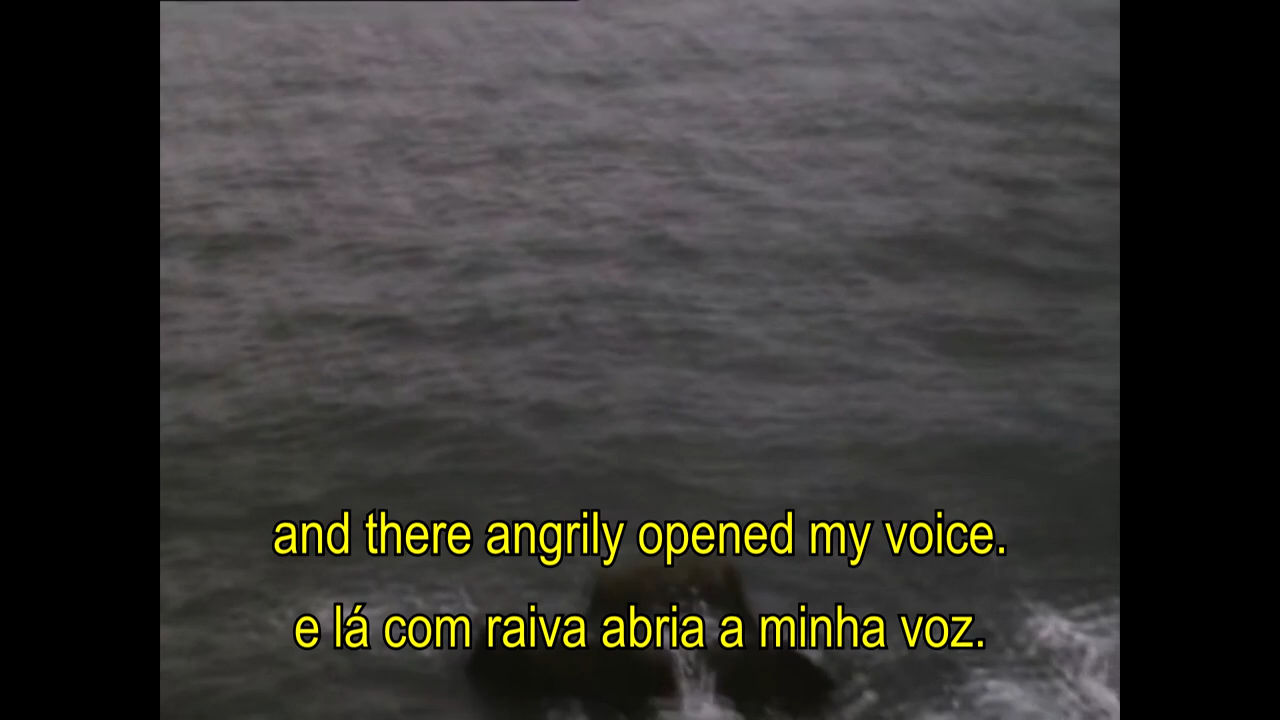 and there angrily opened my voice.
e lá com raiva abria a minha voz.